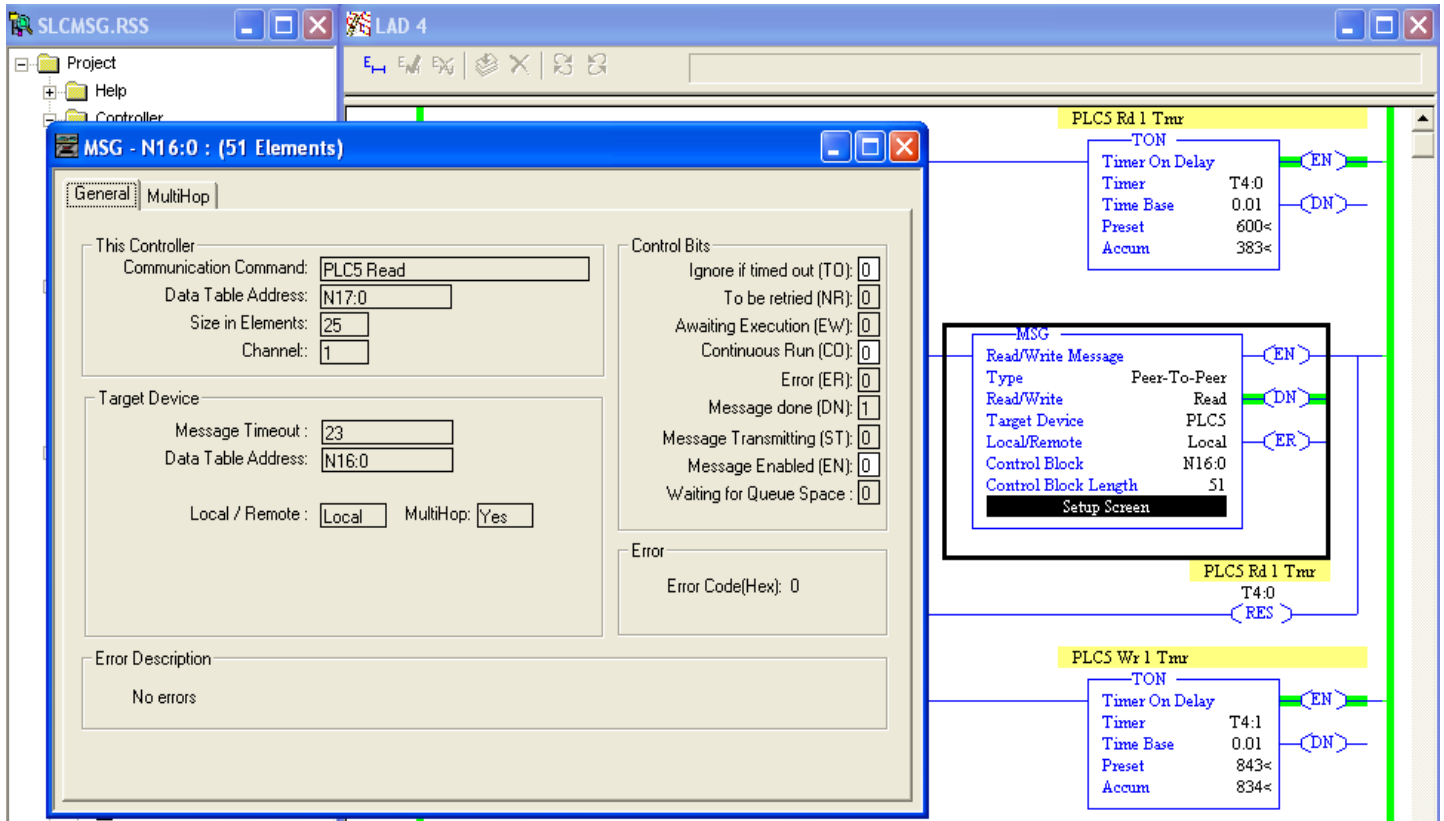 SLCMSG.RSS
LAD 4
Project
Help
Controller
MSG - N16:0 : (51 Elements)
General MultiHop
This Controller
Communication Command: PLC5 Read
Data Table Address: N17:0
Size in Elements: 25
Channel:: 1
Target Device
Message Timeout : 23
Data Table Address: N16:0
Local / Remote : Local MultiHop: Yes
Control Bits
Ignore if timed out (TO): 0
To be retried (NR): 0
Awaiting Execution (EW): 0
Continuous Run (CO): 0
Error (ER): 0
Message done (DN): 1
Message Transmitting (ST): 0
Message Enabled (EN): 0
Waiting for Queue Space : 0
Error
Error Code(Hex): 0
Error Description
No errors
PLC5 Rd 1 Tmr
TON
Timer On Delay EN
Timer T4:0
Time Base 0.01 DN
Preset 600<
Accum 383<
MSG
Read/Write Message EN
Type Peer-To-Peer
Read/Write Read DN
Target Device PLC5
Local/Remote Local ER
Control Block N16:0
Control Block Length 51
Setup Screen
PLC5 Rd 1 Tmr
T4:0
RES
PLC5 Wr 1 Tmr
TON
Timer On Delay EN
Timer T4:1
Time Base 0.01 DN
Preset 843<
Accum 834<